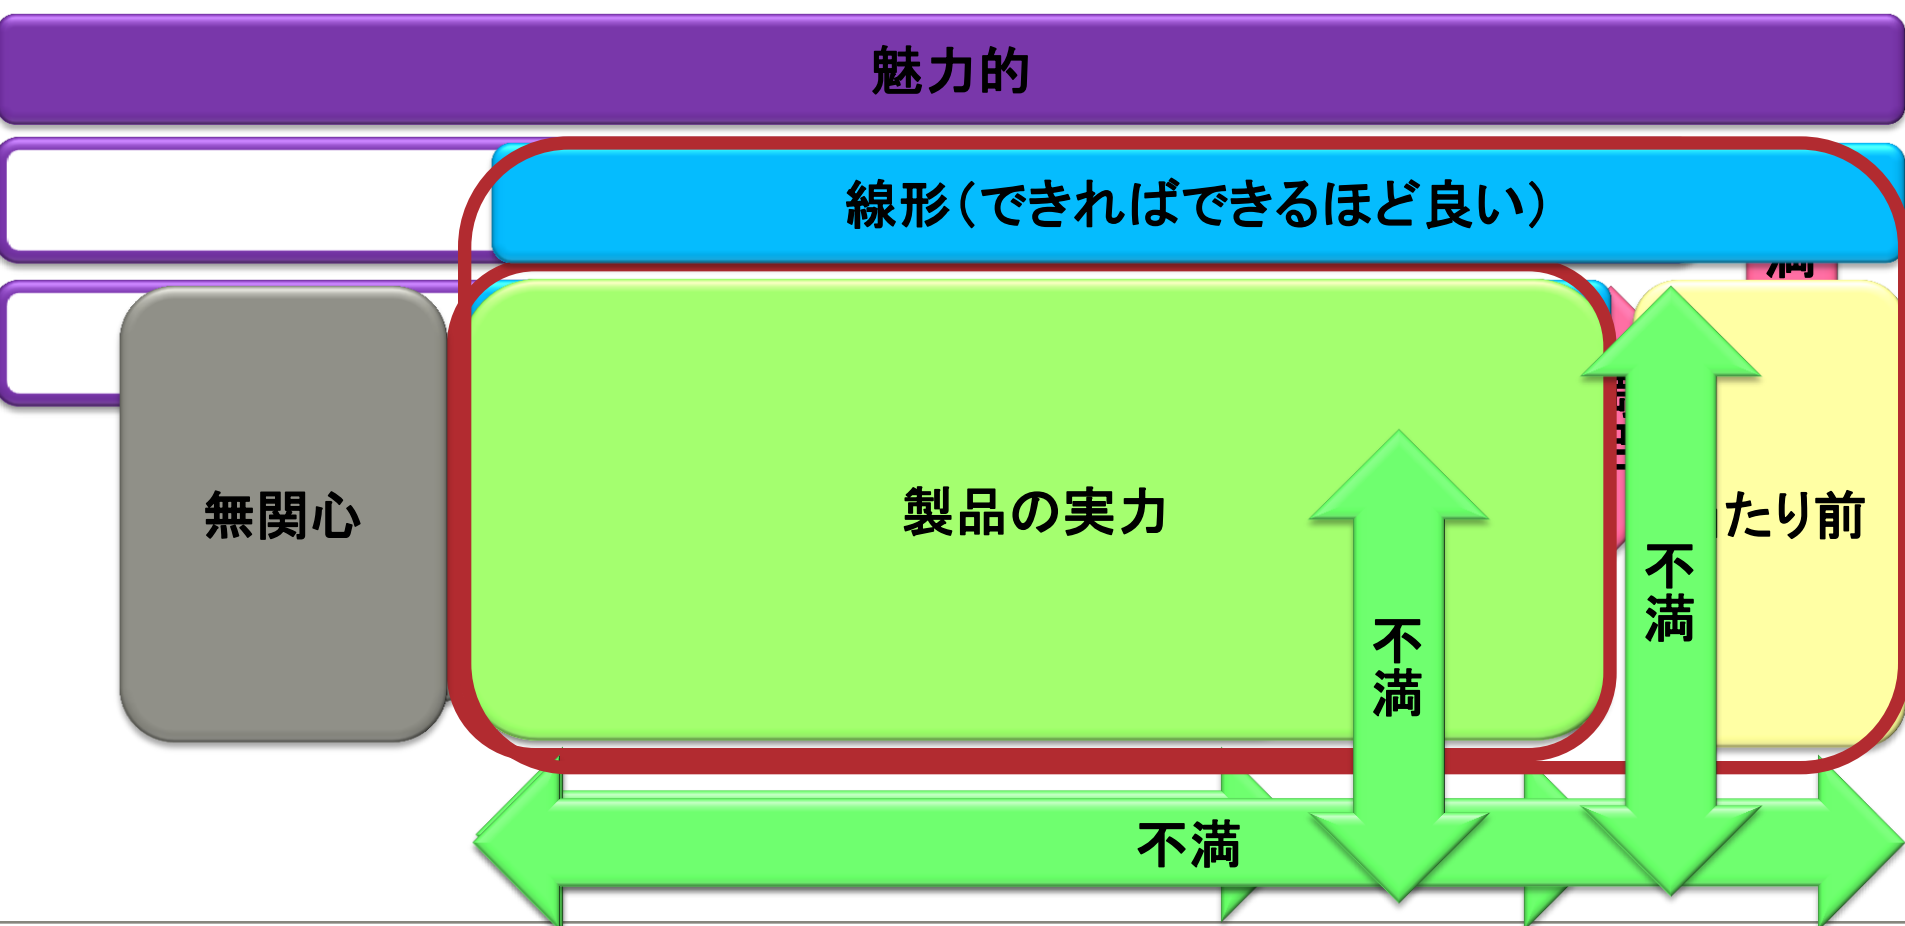 魅力的
線形(できればできるほど良い)
満
無関心
製品の実力
たり前
不満
不満
不満